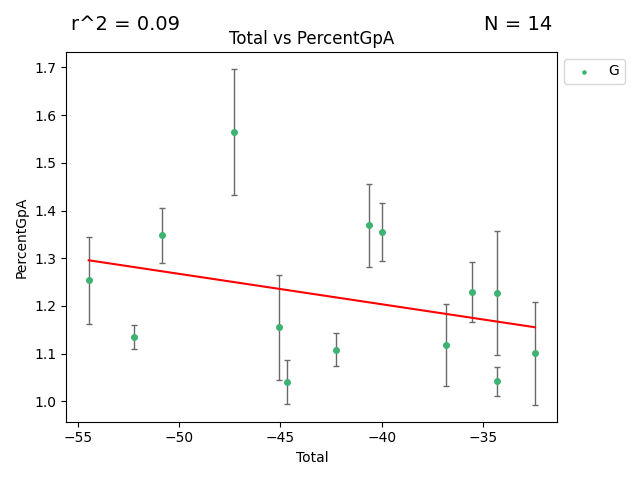 r^2 = 0.09
N = 14
Total vs PercentGpA
G
PercentGpA
1.7
1.6
1.5
1.4
1.3
1.2
1.1
1.0
−55 −50 −45 −40 −35
Total